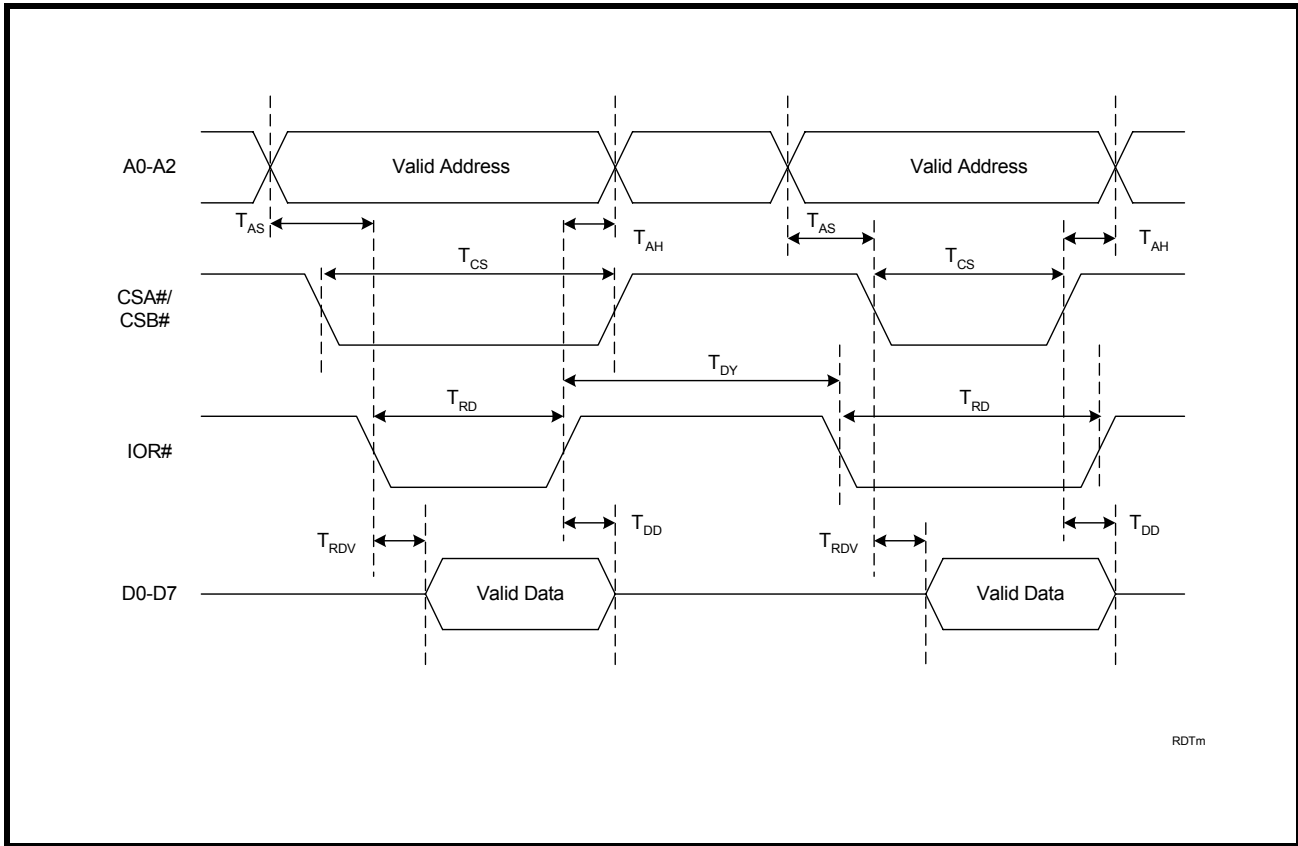 A0-A2
Valid Address
Valid Address
TAS
TAH
TAS
TAH
TCS
TCS
CSA#/
CSB#
TDY
TRD
TRD
IOR#
TRDV
TDD
TRDV
TDD
D0-D7
Valid Data
Valid Data
RDTm